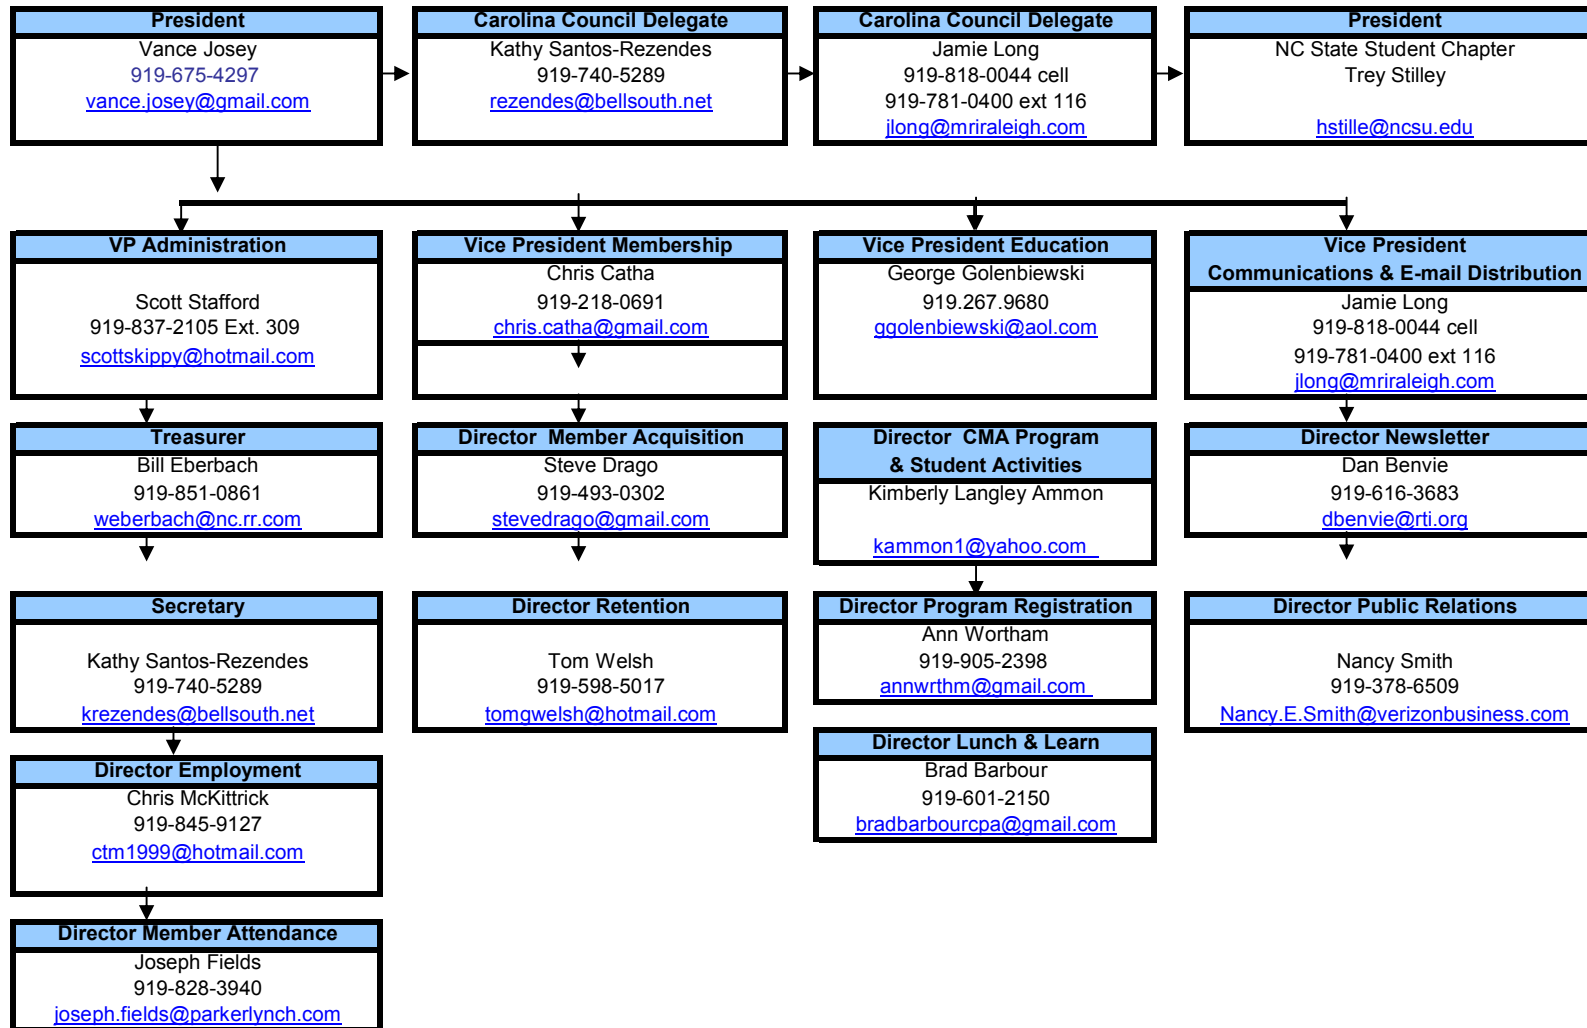 President
Vance Josey
919-675-4297
vance.josey@gmail.com
Carolina Council Delegate
Kathy Santos-Rezendes
919-740-5289
rezendes@bellsouth.net
Carolina Council Delegate
Jamie Long
919-818-0044 cell
919-781-0400 ext 116
jlong@mriraleigh.com
President
NC State Student Chapter
Trey Stilley
hstille@ncsu.edu
VP Administration
Scott Stafford
919-837-2105 Ext. 309
scottskippy@hotmail.com
Vice President Membership
Chris Catha
919-218-0691
chris.catha@gmail.com
Vice President Education
George Golenbiewski
919.267.9680
ggolenbiewski@aol.com
Vice President
Communications & E-mail Distribution
Jamie Long
919-818-0044 cell
919-781-0400 ext 116
jlong@mriraleigh.com
Treasurer
Bill Eberbach
919-851-0861
weberbach@nc.rr.com
Director  Member Acquisition
Steve Drago
919-493-0302
stevedrago@gmail.com
Director  CMA Program
& Student Activities
Kimberly Langley Ammon
kammon1@yahoo.com
Director Newsletter
Dan Benvie
919-616-3683
dbenvie@rti.org
Secretary
Kathy Santos-Rezendes
919-740-5289
krezendes@bellsouth.net
Director Retention
Tom Welsh
919-598-5017
tomgwelsh@hotmail.com
Director Program Registration
Ann Wortham
919-905-2398
annwrthm@gmail.com
Director Public Relations
Nancy Smith
919-378-6509
Nancy.E.Smith@verizonbusiness.com
Director Employment
Chris McKittrick
919-845-9127
ctm1999@hotmail.com
Director Lunch & Learn
Brad Barbour
919-601-2150
bradbarbourcpa@gmail.com
Director Member Attendance
Joseph Fields
919-828-3940
joseph.fields@parkerlynch.com